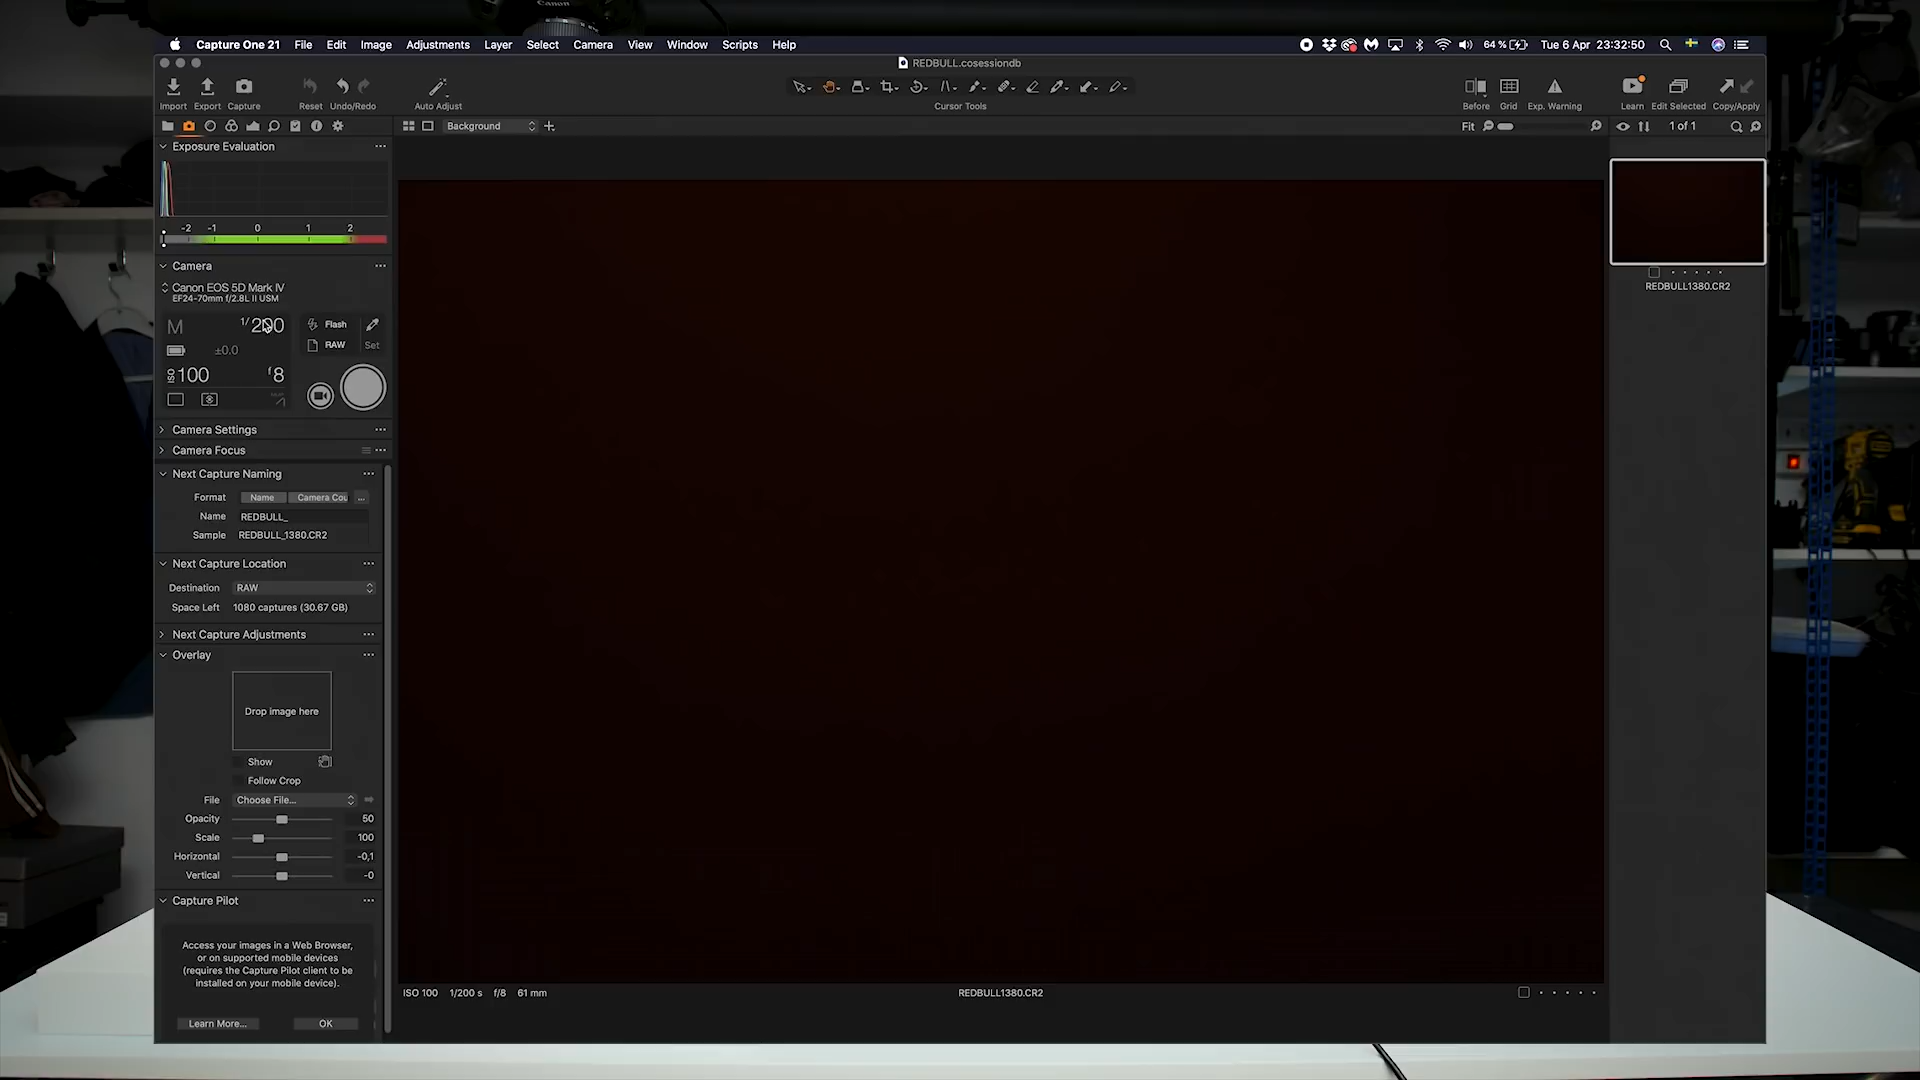 Canon
Capture One 21 File Edit Image Adjustments Layer Select Camera View Window Scripts Help
64 % Tue 6 Apr 23:32:50
REDBULL.cosessiondb
Import Export Capture Reset Undo/Redo Auto Adjust
Cursor Tools
Before Grid Exp. Warning Learn Edit Selected Copy/Apply
Background
Fit
1 of 1
Exposure Evaluation
-2 -1 0 1 2
Camera
Canon EOS 5D Mark IV
EF24-70mm f/2.8L II USM
M 1/200
Flash
±0.0
RAW Set
ISO 100 f8
Camera Settings
Camera Focus
Next Capture Naming
Format Name Camera Cou ...
Name REDBULL_
Sample REDBULL_1380.CR2
Next Capture Location
Destination RAW
Space Left 1080 captures (30.67 GB)
Next Capture Adjustments
Overlay
Drop image here
Show
Follow Crop
File Choose File...
Opacity 50
Scale 100
Horizontal -0,1
Vertical -0
Capture Pilot
Access your images in a Web Browser,
or on supported mobile devices
(requires the Capture Pilot client to be
installed on your mobile device).
Learn More... OK
ISO 100 1/200 s f/8 61 mm
REDBULL1380.CR2
REDBULL1380.CR2